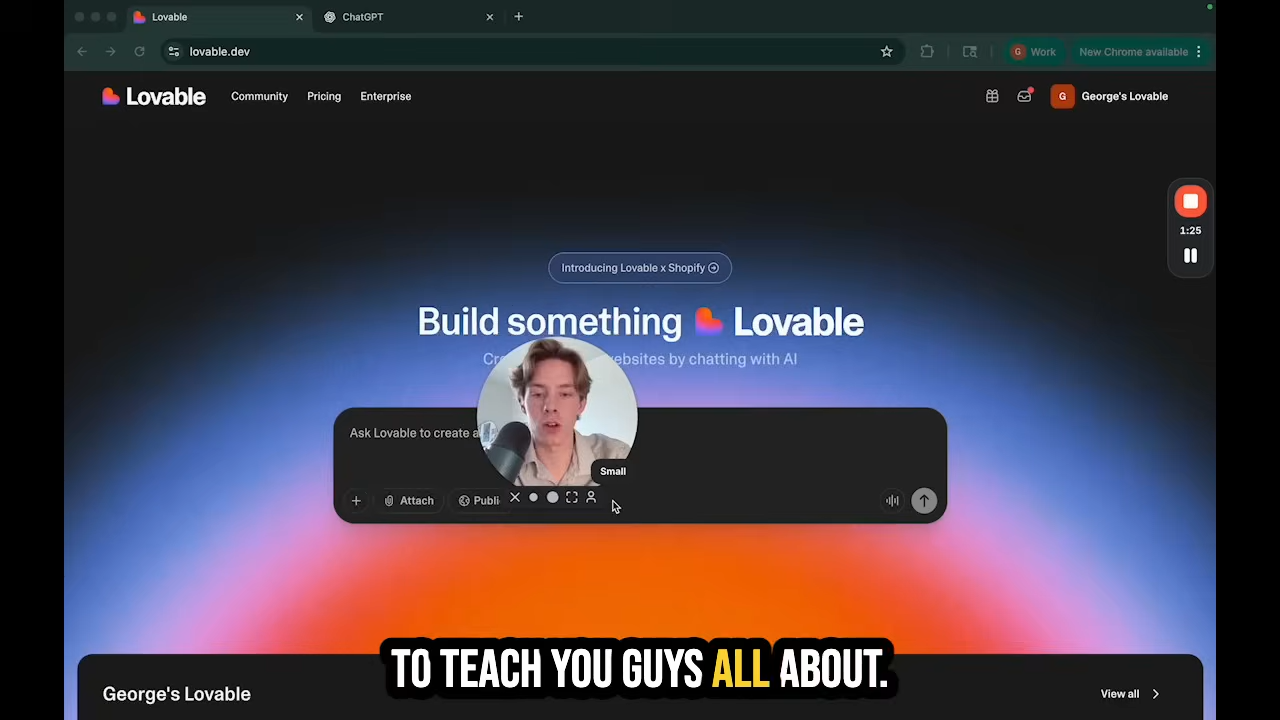 Lovable
ChatGPT
lovable.dev
G
Work
New Chrome available
Lovable
Community
Pricing
Enterprise
G
George's Lovable
1:25
Introducing Lovable x Shopify
Build something Lovable
websites by chatting with AI
Ask Lovable to create a
Small
Attach
Publi
TO TEACH YOU GUYS ALL ABOUT.
George's Lovable
View all